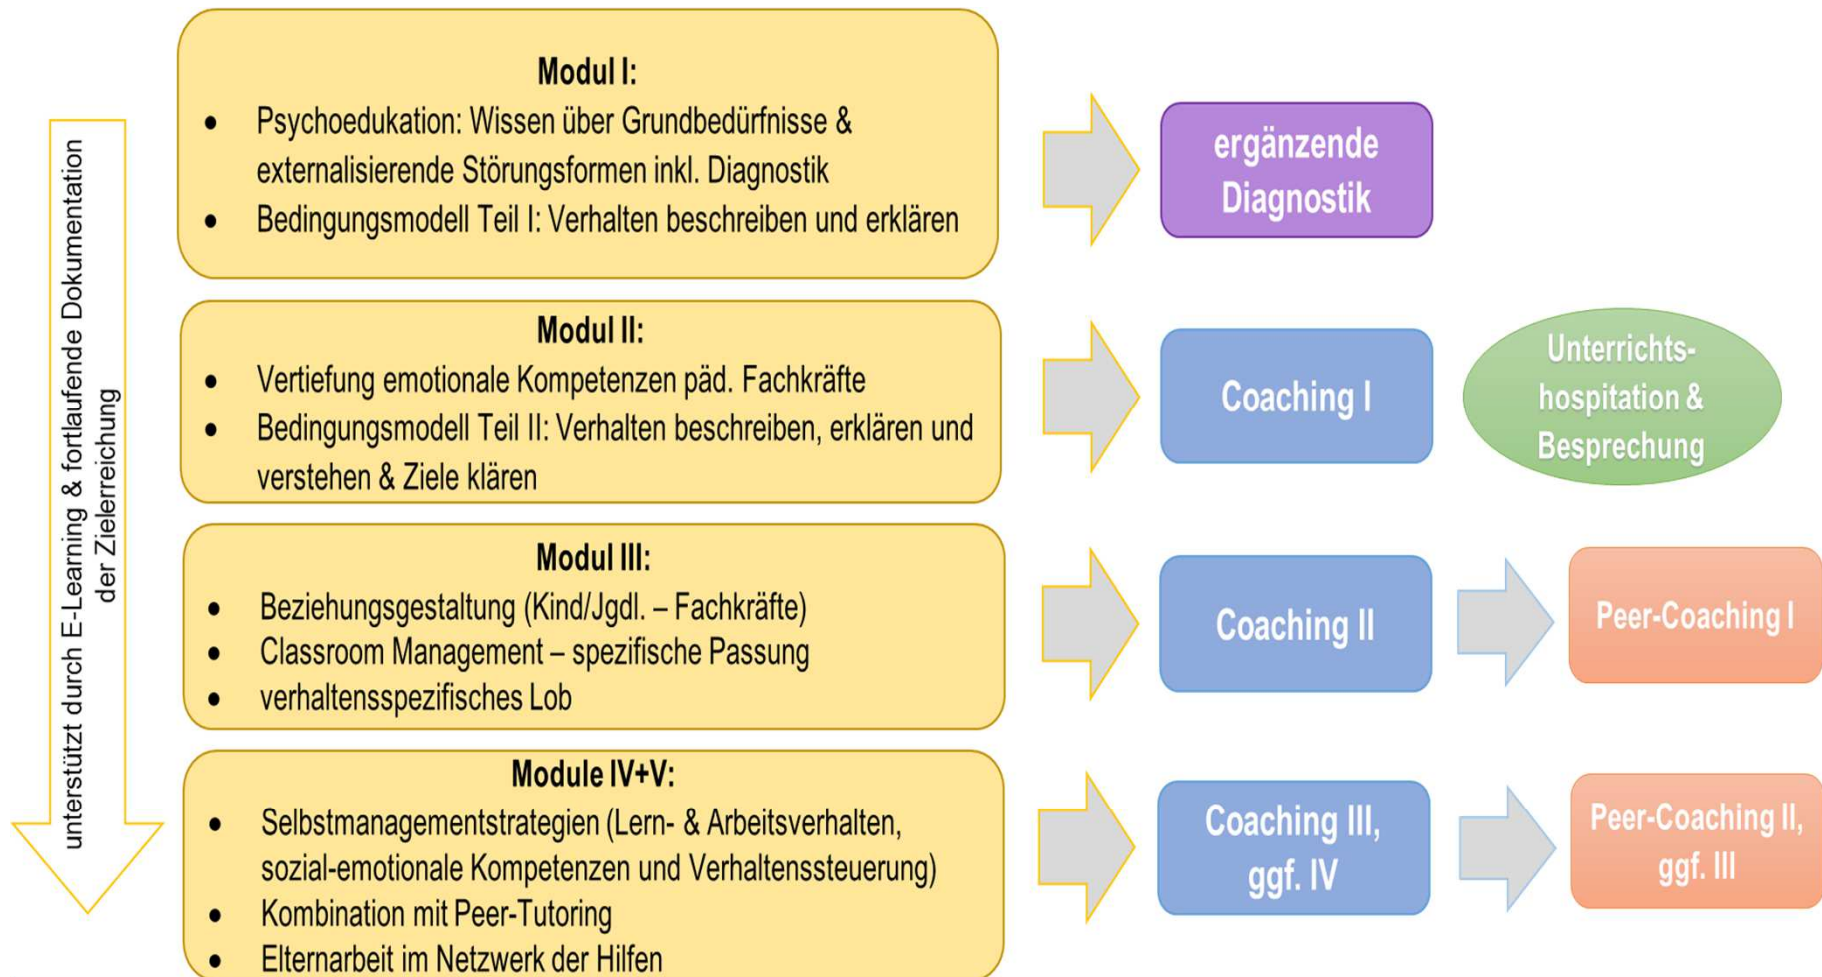 unterstützt durch E-Learning & fortlaufende Dokumentation
der Zielerreichung
Modul I:
• Psychoedukation: Wissen über Grundbedürfnisse &
externalisierende Störungsformen inkl. Diagnostik
• Bedingungsmodell Teil I: Verhalten beschreiben und erklären
ergänzende
Diagnostik
Modul II:
• Vertiefung emotionale Kompetenzen päd. Fachkräfte
• Bedingungsmodell Teil II: Verhalten beschreiben, erklären und
verstehen & Ziele klären
Coaching I
Unterrichts-
hospitation &
Besprechung
Modul III:
• Beziehungsgestaltung (Kind/Jgdl. – Fachkräfte)
• Classroom Management – spezifische Passung
• verhaltensspezifisches Lob
Coaching II
Peer-Coaching I
Module IV+V:
• Selbstmanagementstrategien (Lern- & Arbeitsverhalten,
sozial-emotionale Kompetenzen und Verhaltenssteuerung)
• Kombination mit Peer-Tutoring
• Elternarbeit im Netzwerk der Hilfen
Coaching III,
ggf. IV
Peer-Coaching II,
ggf. III